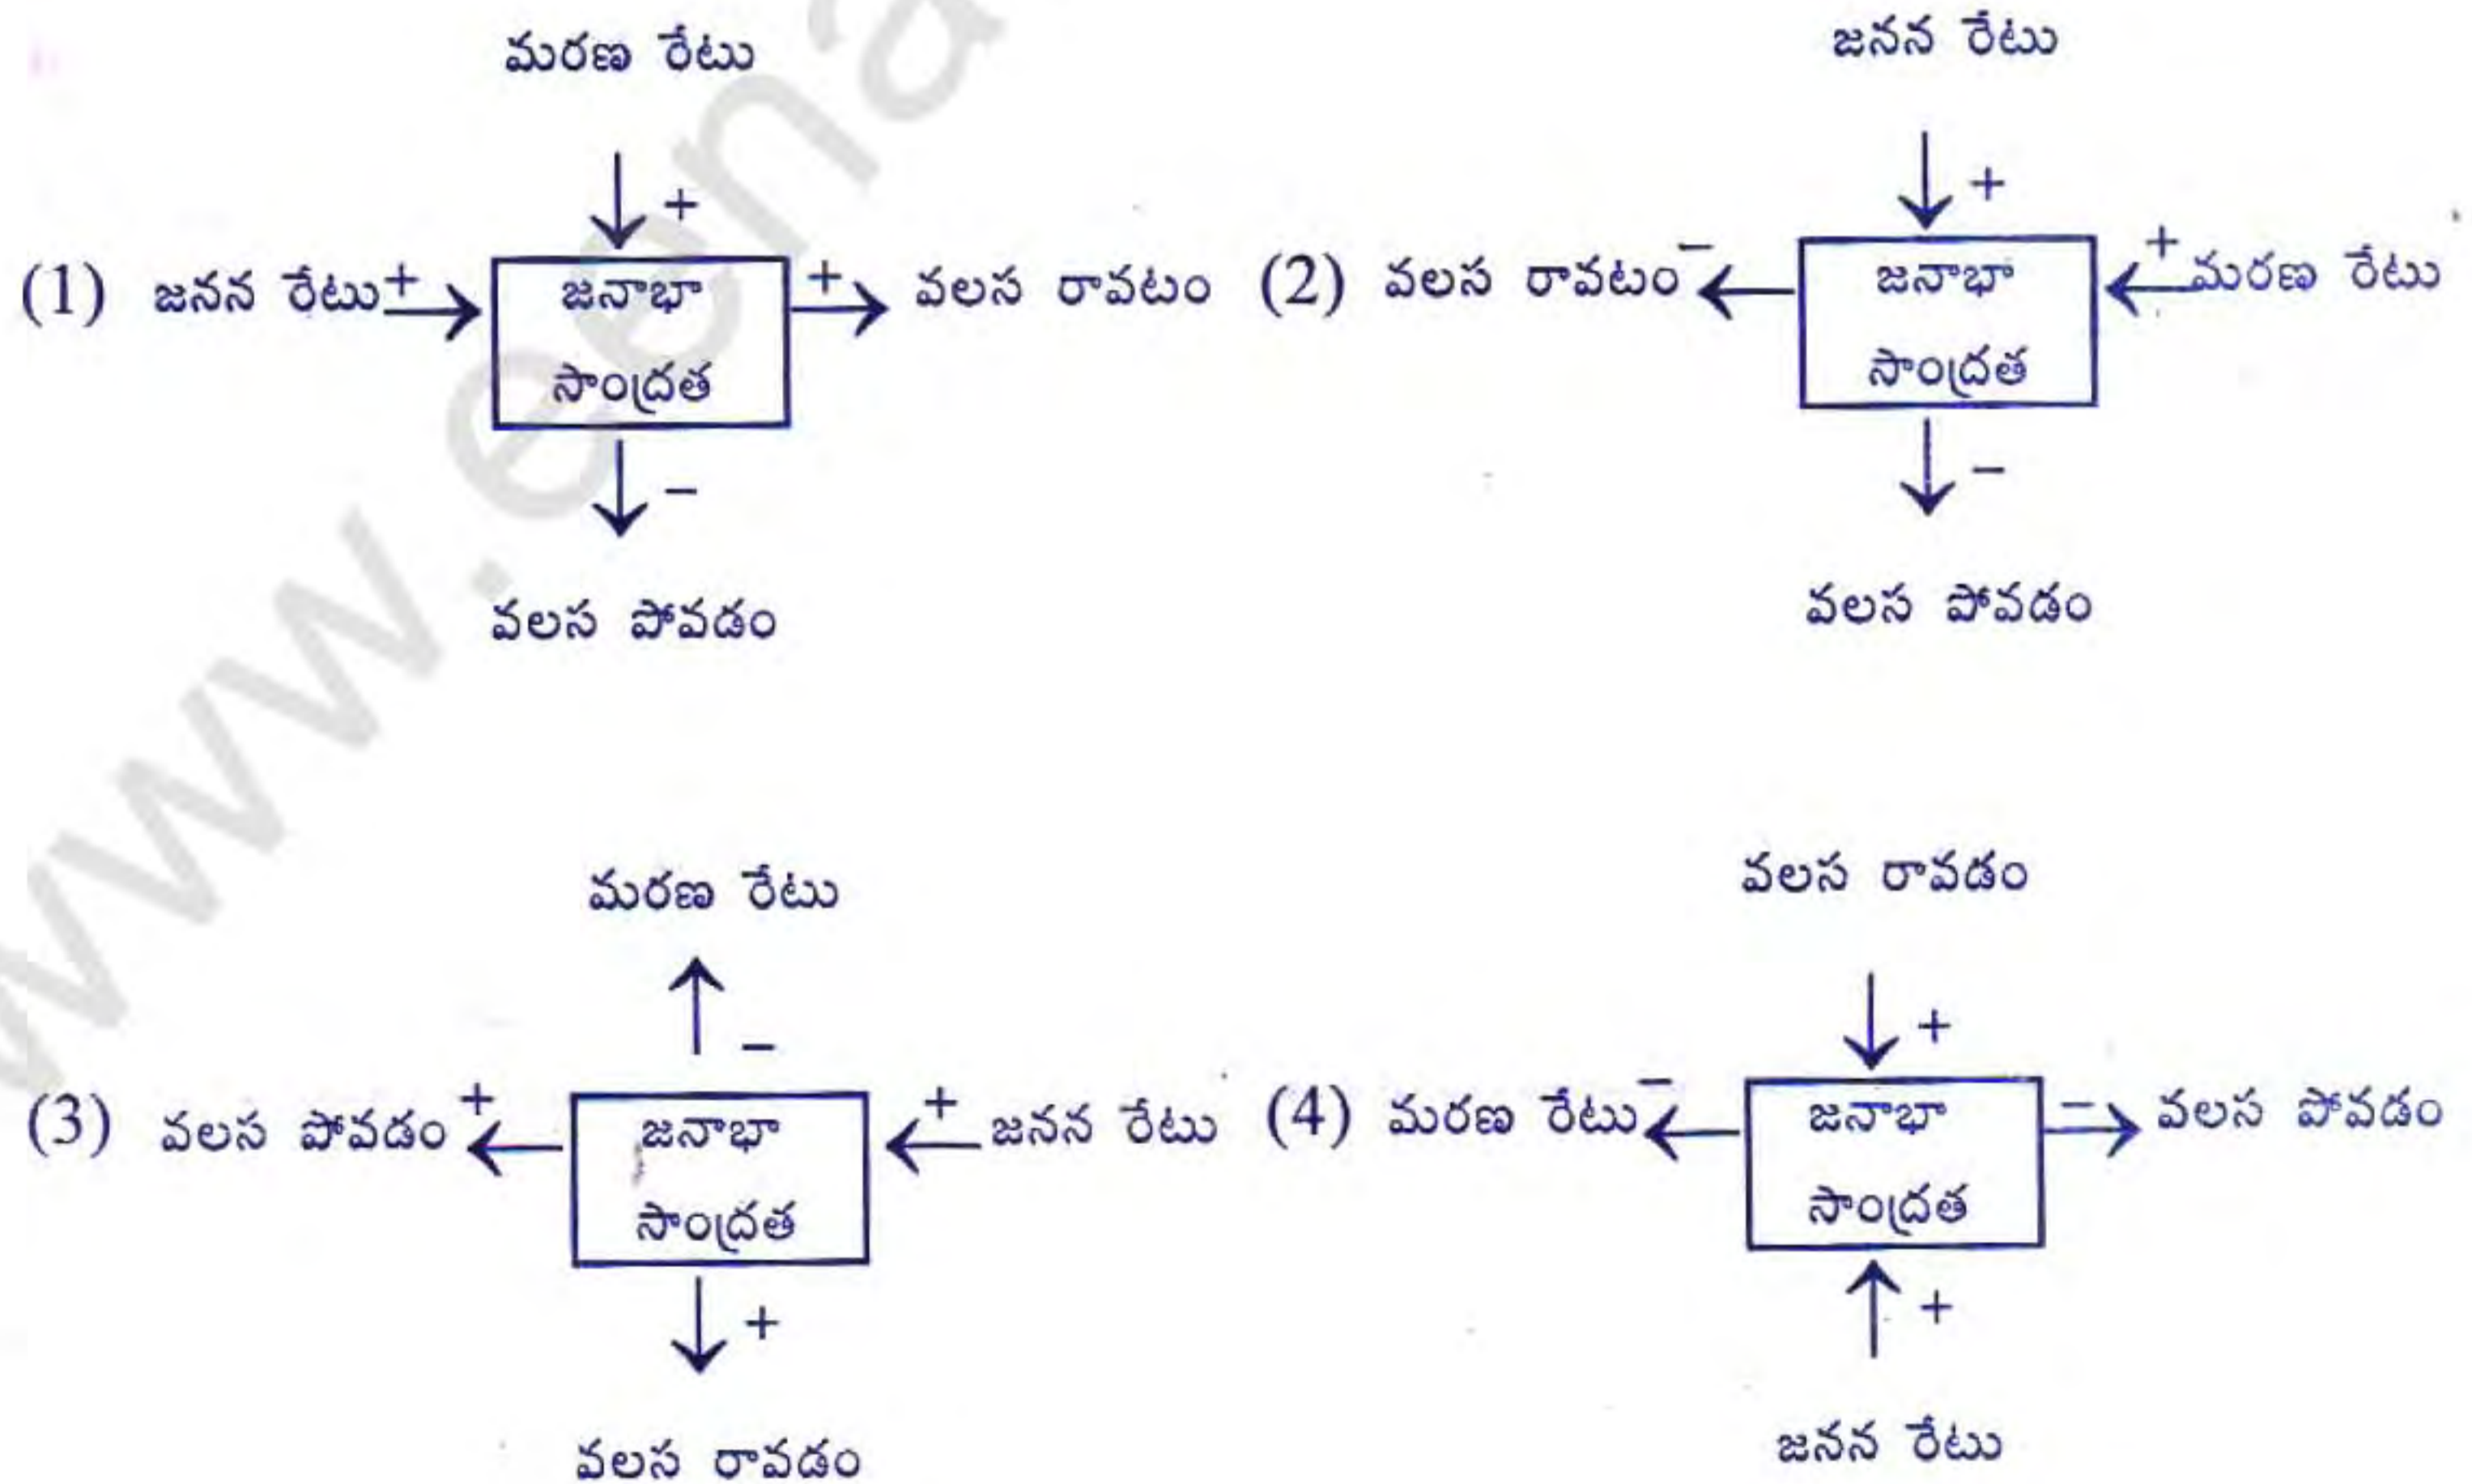 మరణ రేటు
(1) జనన రేటు + జనాభా సాంద్రత + వలస రావటం
+
−
వలస పోవడం
జనన రేటు
+
(2) వలస రావటం − జనాభా సాంద్రత + మరణ రేటు
−
వలస పోవడం
మరణ రేటు
−
(3) వలస పోవడం + జనాభా సాంద్రత + జనన రేటు
+
వలస రావడం
వలస రావడం
+
(4) మరణ రేటు − జనాభా సాంద్రత − వలస పోవడం
+
జనన రేటు